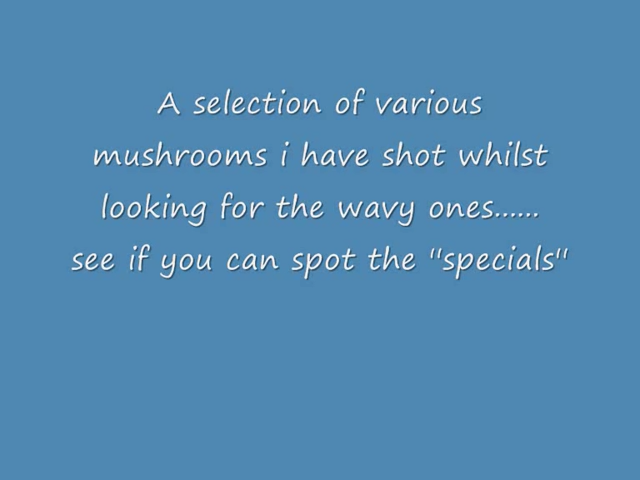 A selection of various
mushrooms i have shot whilst
looking for the wavy ones......
see if you can spot the "specials"